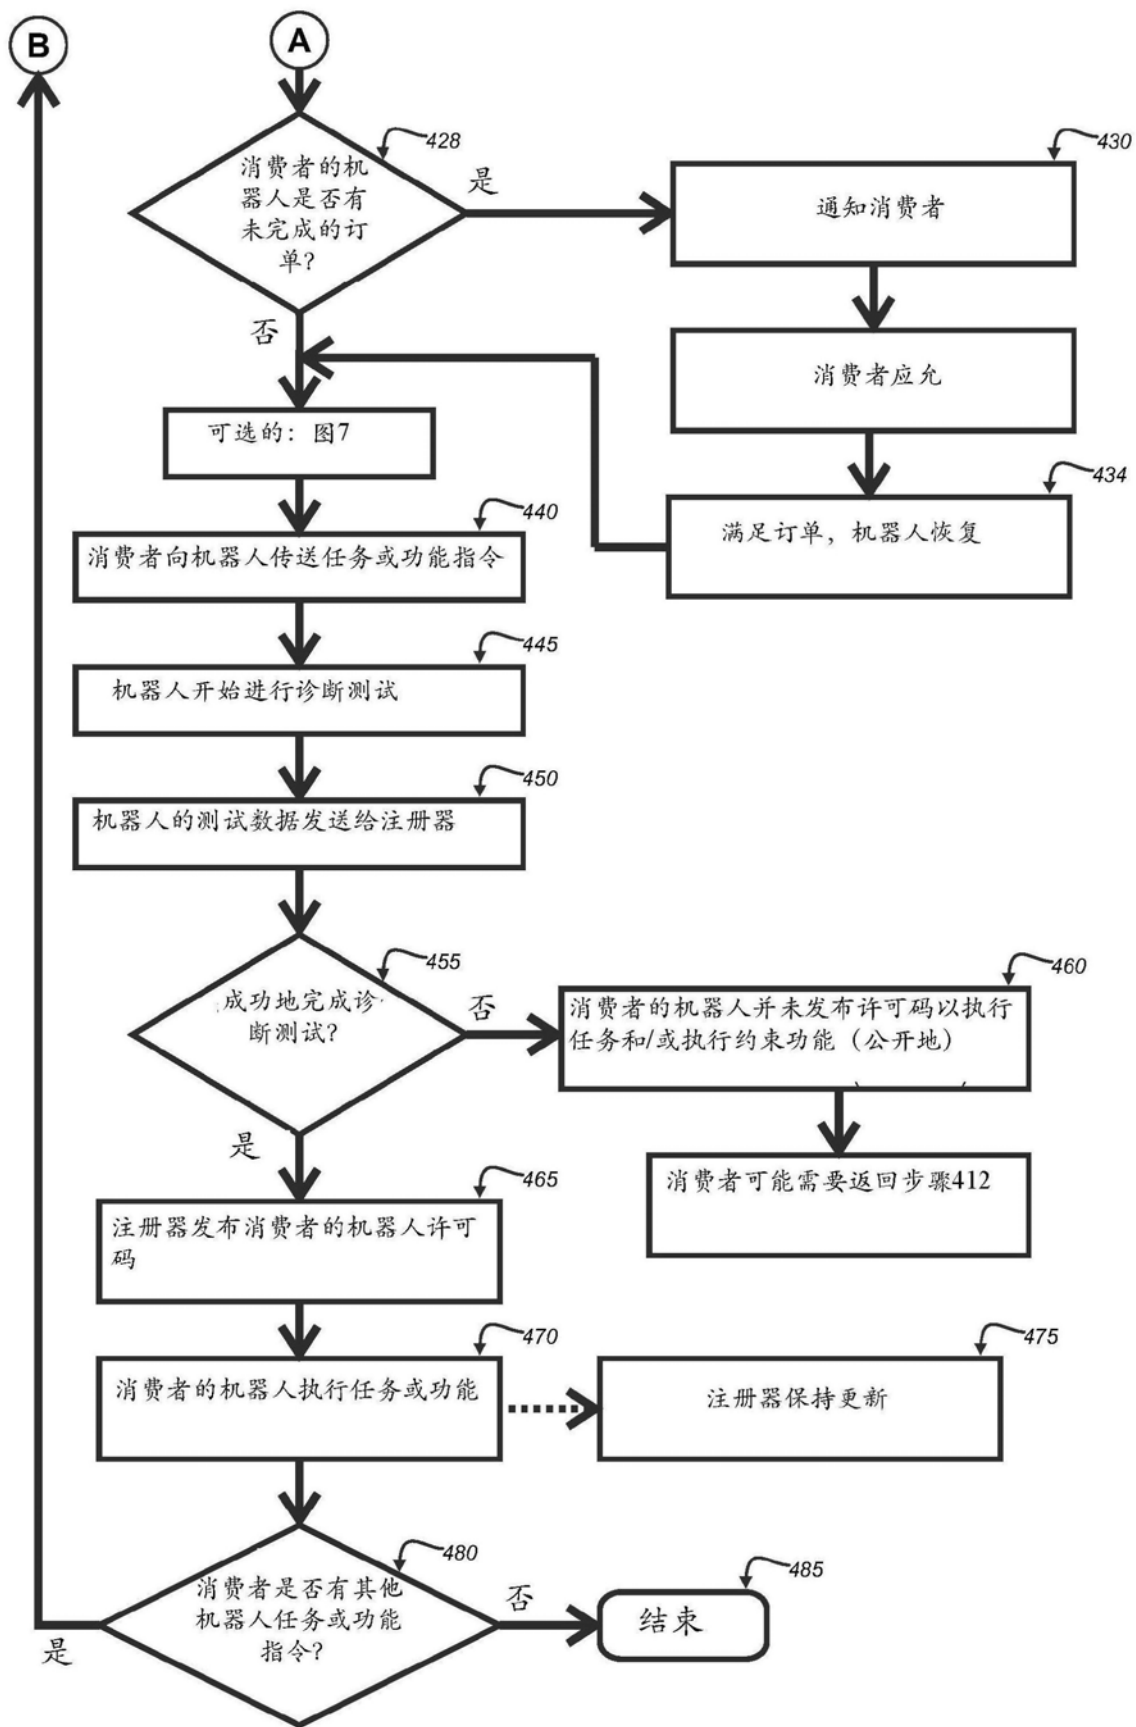 B
A
428
消费者的机
器人是否有
未完成的订
单?
是
430
通知消费者
否
消费者应允
可选的: 图7
434
满足订单，机器人恢复
440
消费者向机器人传送任务或功能指令
445
机器人开始进行诊断测试
450
机器人的测试数据发送给注册器
455
成功地完成诊
断测试?
否
460
消费者的机器人并未发布许可码以执行
任务和/或执行约束功能（公开地）
是
消费者可能需要返回步骤412
465
注册器发布消费者的机器人许可
码
470
消费者的机器人执行任务或功能
475
注册器保持更新
480
消费者是否有其他
机器人任务或功能
指令?
否
485
结束
是